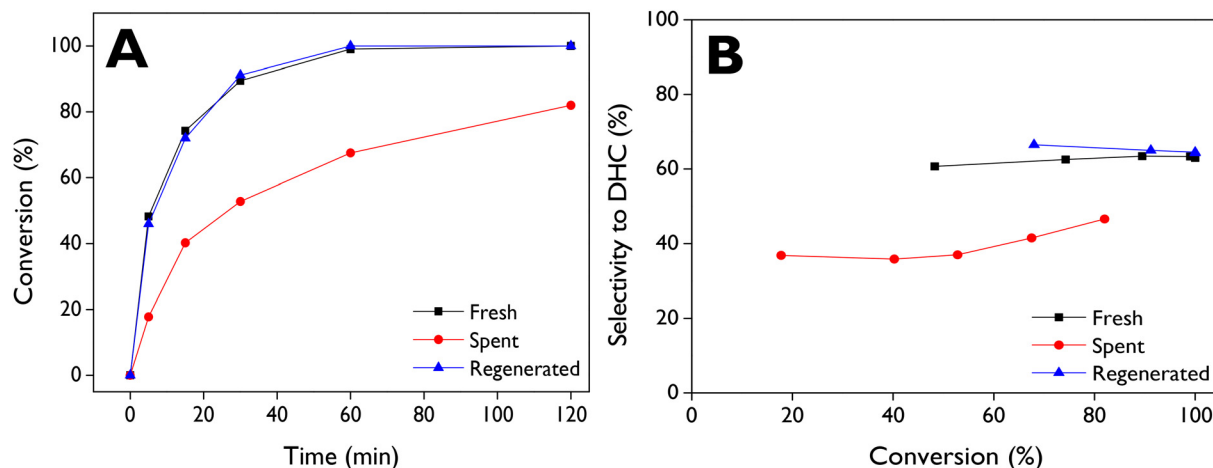 A
Conversion (%)
100
80
60
40
20
0
Fresh
Spent
Regenerated
0 20 40 60 80 100 120
Time (min)
B
Selectivity to DHC (%)
100
80
60
40
20
0
Fresh
Spent
Regenerated
0 20 40 60 80 100
Conversion (%)